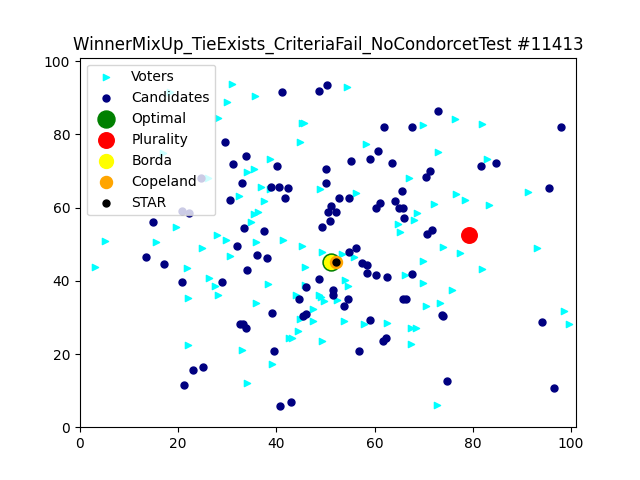 WinnerMixUp_TieExists_CriteriaFail_NoCondorcetTest #11413
100
80
60
40
20
0
Voters
Candidates
Optimal
Plurality
Borda
Copeland
STAR
0 20 40 60 80 100